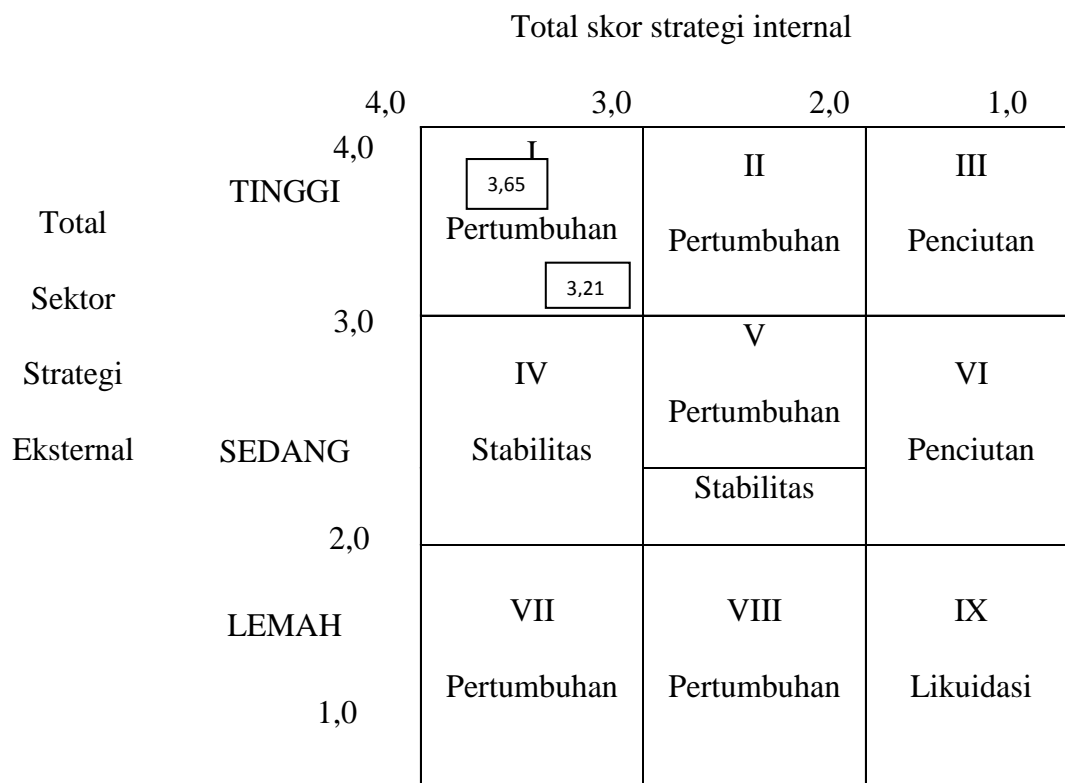 Total skor strategi internal
4,0 3,0 2,0 1,0
4,0
TINGGI
I
3,65
Pertumbuhan
3,21
II
Pertumbuhan
III
Penciutan
Total
Sektor
Strategi
Eksternal
3,0
SEDANG
IV
Stabilitas
V
Pertumbuhan
Stabilitas
VI
Penciutan
2,0
LEMAH
VII
Pertumbuhan
VIII
Pertumbuhan
IX
Likuidasi
1,0